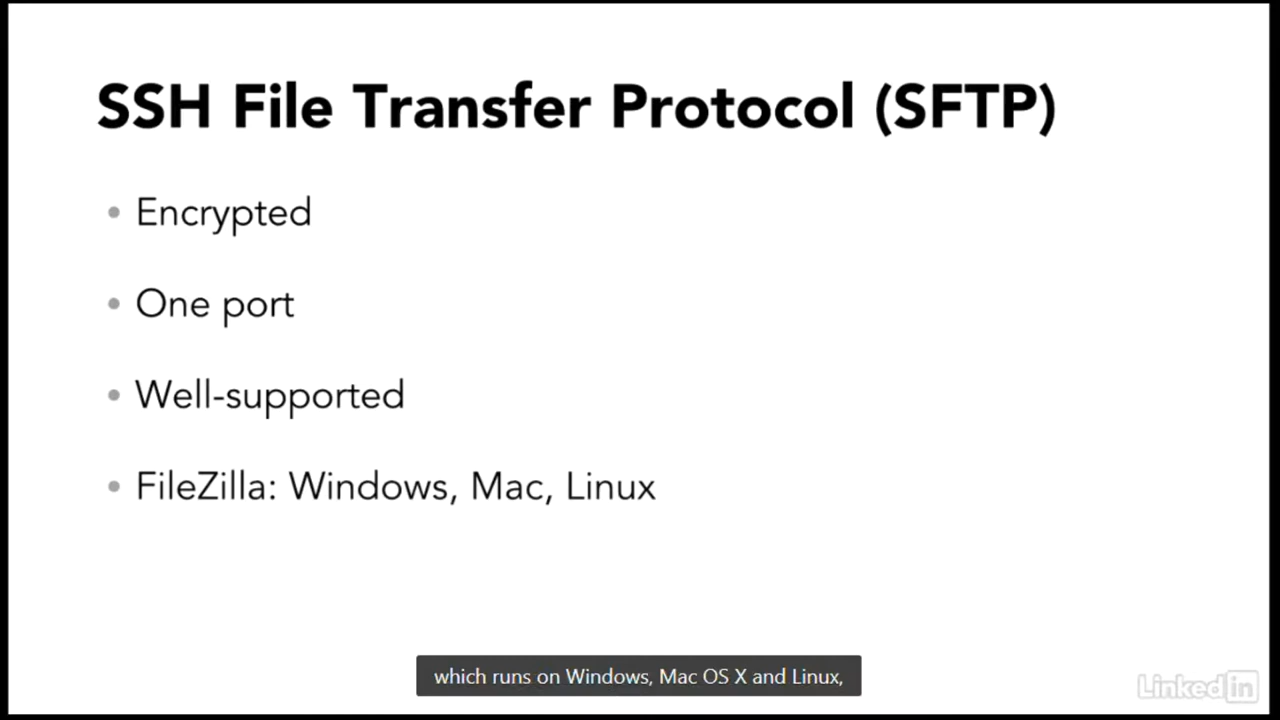 SSH File Transfer Protocol (SFTP)
• Encrypted
• One port
• Well-supported
• FileZilla: Windows, Mac, Linux
which runs on Windows, Mac OS X and Linux,
LinkedIn